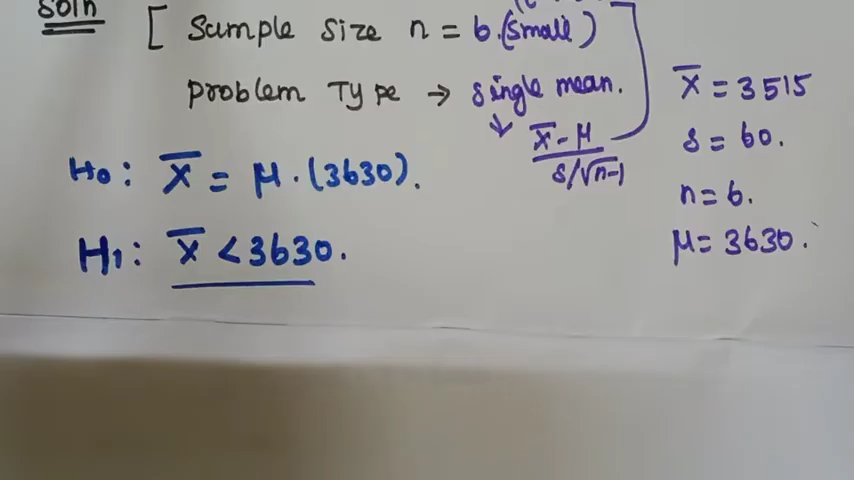 Soln
[ Sample size n = 6.(small)
problem Type → single mean.
x̄ - μ
s/√n-1
H₀: x̄ = μ.(3630).
H₁: x̄ < 3630.
x̄ = 3515
s = 60.
n = 6.
μ = 3630.